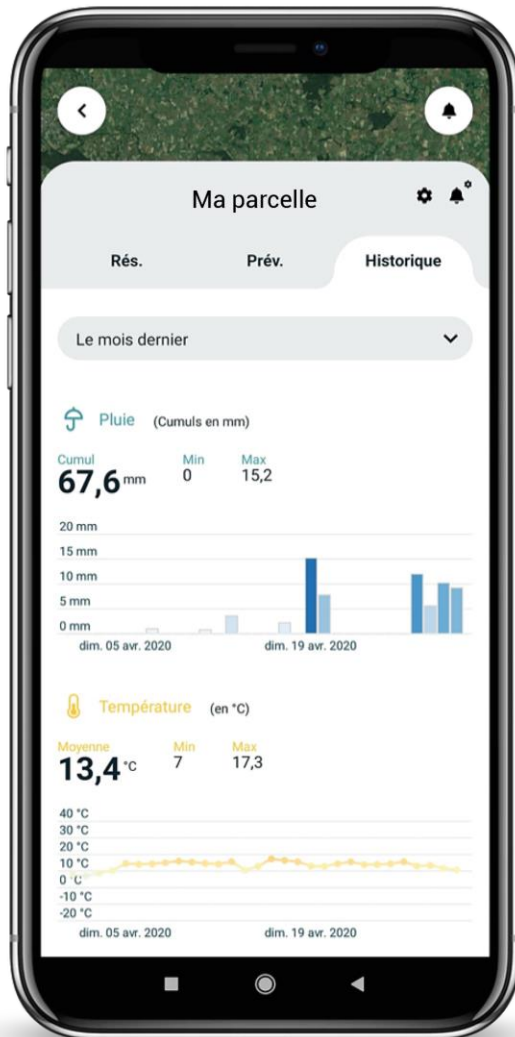 Ma parcelle
Rés. Prév. Historique
Le mois dernier
Pluie (Cumuls en mm)
Cumul Min Max
67,6 mm 0 15,2
20 mm
15 mm
10 mm
5 mm
0 mm
dim. 05 avr. 2020 dim. 19 avr. 2020
Température (en °C)
Moyenne Min Max
13,4 °C 7 17,3
40 °C
30 °C
20 °C
10 °C
0 °C
-10 °C
-20 °C
dim. 05 avr. 2020 dim. 19 avr. 2020